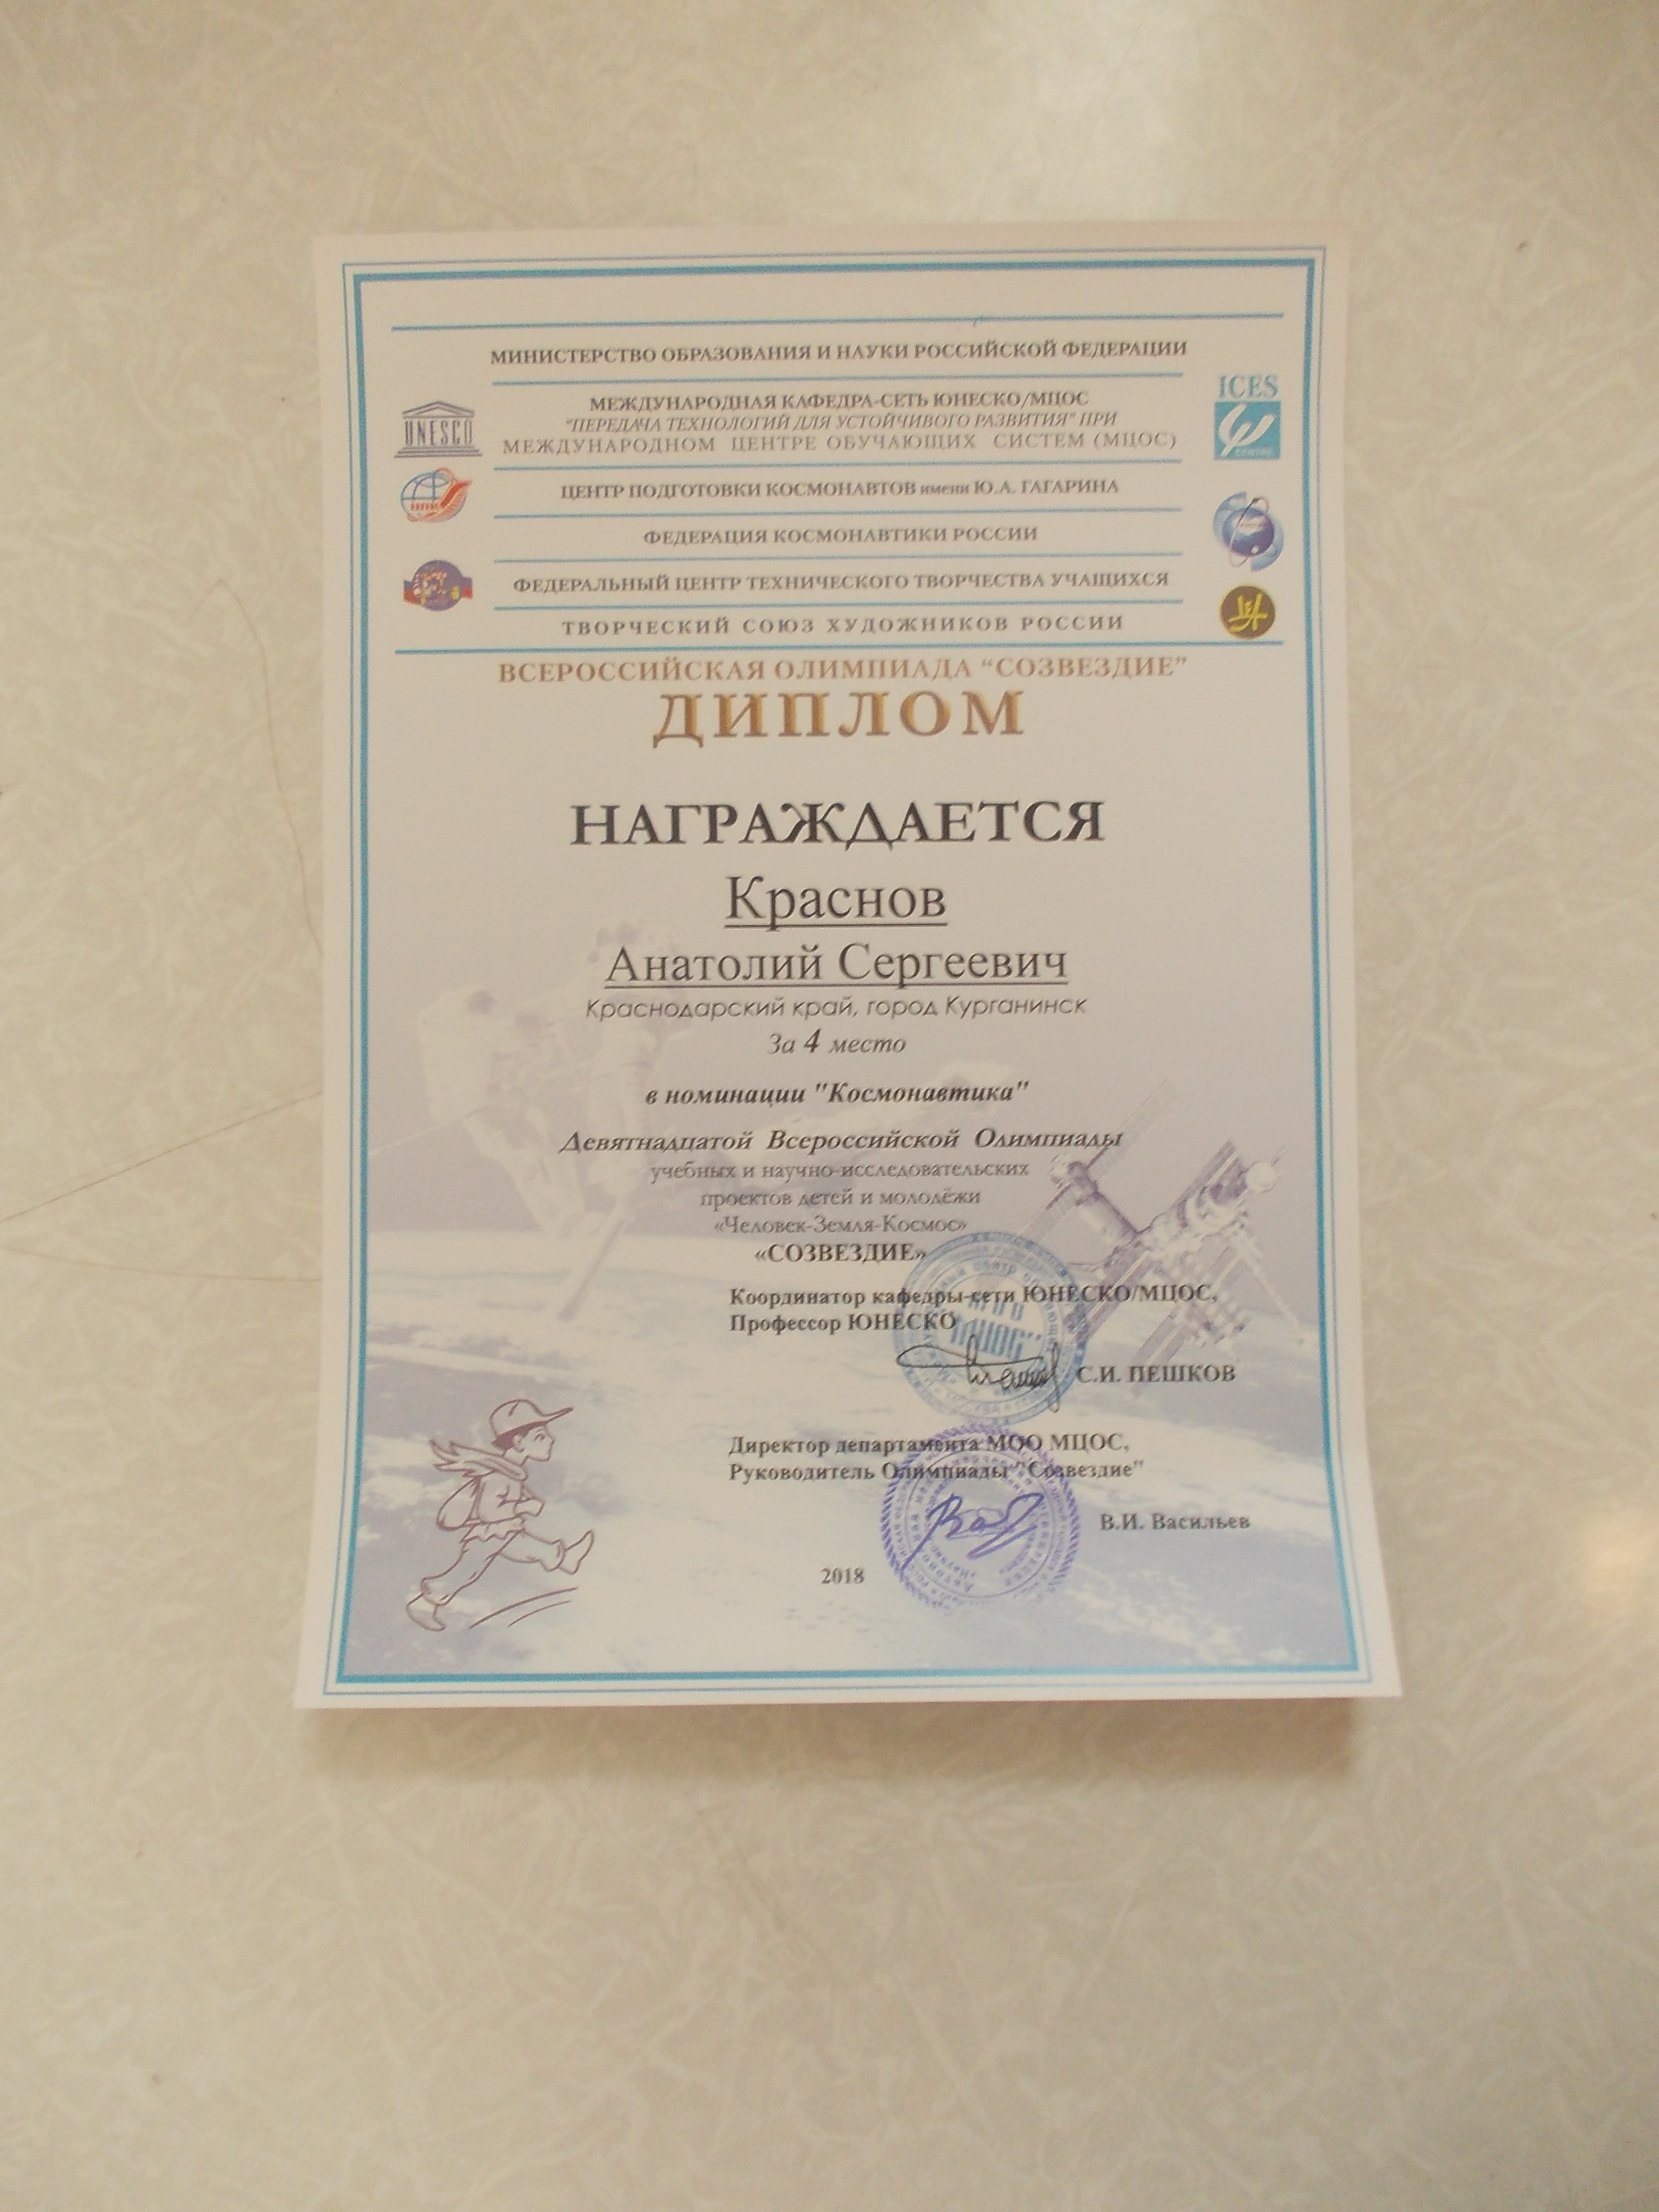 МИНИСТЕРСТВО ОБРАЗОВАНИЯ И НАУКИ РОССИЙСКОЙ ФЕДЕРАЦИИ
UNESCO
ICES
CENTRE
МЕЖДУНАРОДНАЯ КАФЕДРА-СЕТЬ ЮНЕСКО/МЦОС
"ПЕРЕДАЧА ТЕХНОЛОГИЙ ДЛЯ УСТОЙЧИВОГО РАЗВИТИЯ" ПРИ
МЕЖДУНАРОДНОМ ЦЕНТРЕ ОБУЧАЮЩИХ СИСТЕМ (МЦОС)
ЦЕНТР ПОДГОТОВКИ КОСМОНАВТОВ имени Ю.А. ГАГАРИНА
ФЕДЕРАЦИЯ КОСМОНАВТИКИ РОССИИ
ФЕДЕРАЛЬНЫЙ ЦЕНТР ТЕХНИЧЕСКОГО ТВОРЧЕСТВА УЧАЩИХСЯ
ТВОРЧЕСКИЙ СОЮЗ ХУДОЖНИКОВ РОССИИ
ВСЕРОССИЙСКАЯ ОЛИМПИАДА “СОЗВЕЗДИЕ”
ДИПЛОМ
НАГРАЖДАЕТСЯ
Краснов
Анатолий Сергеевич
Краснодарский край, город Курганинск
За 4 место
в номинации "Космонавтика"
Девятнадцатой Всероссийской Олимпиады
учебных и научно-исследовательских
проектов детей и молодёжи
«Человек-Земля-Космос»
«СОЗВЕЗДИЕ»
Координатор кафедры-сети ЮНЕСКО/МЦОС,
Профессор ЮНЕСКО
МЦОС
С.И. ПЕШКОВ
Директор департамента МОО МЦОС,
Руководитель Олимпиады "Созвездие"
В.И. Васильев
2018